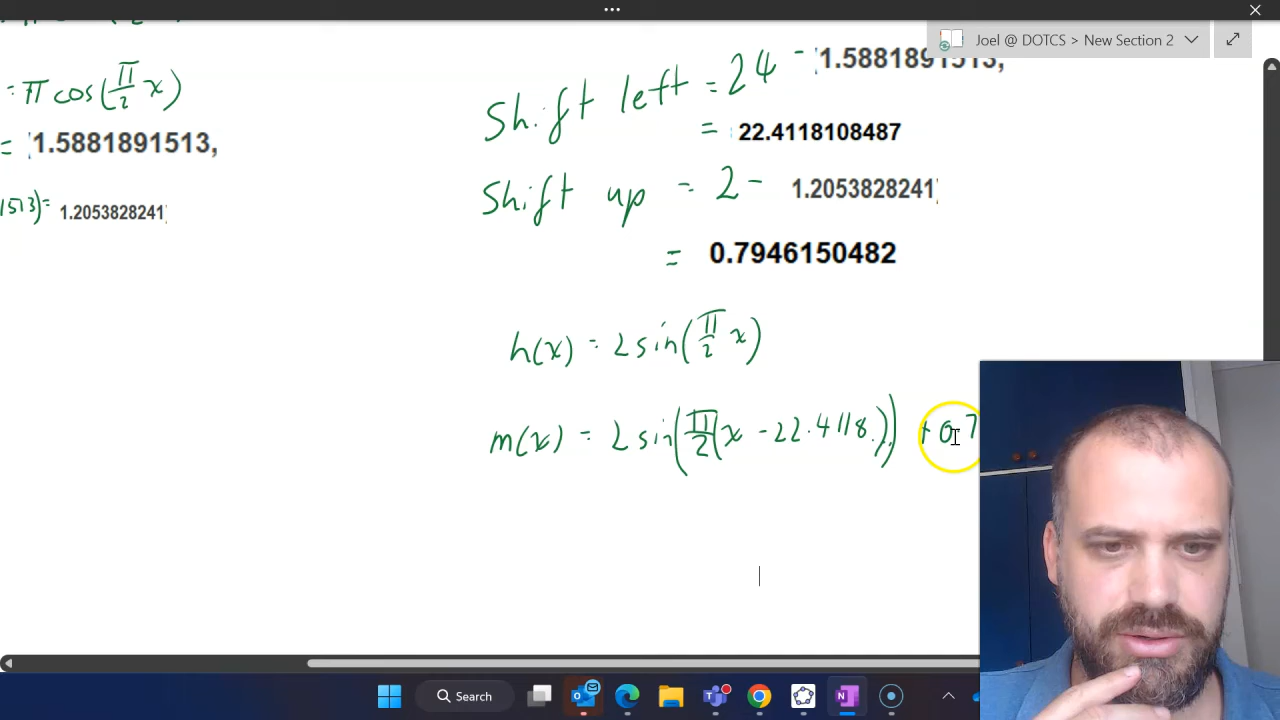 Joel @ DOTCS > New Section 2
= π cos(π/2 x)
= 1.5881891513,
1513) = 1.2053828241)
Shift left = 24 - 1.5881891513,
= 22.4118108487
Shift up = 2 - 1.2053828241)
= 0.7946150482
h(x) = 2 sin(π/2 x)
m(x) = 2 sin(π/2(x - 22.4118..)) + 0.7
Search